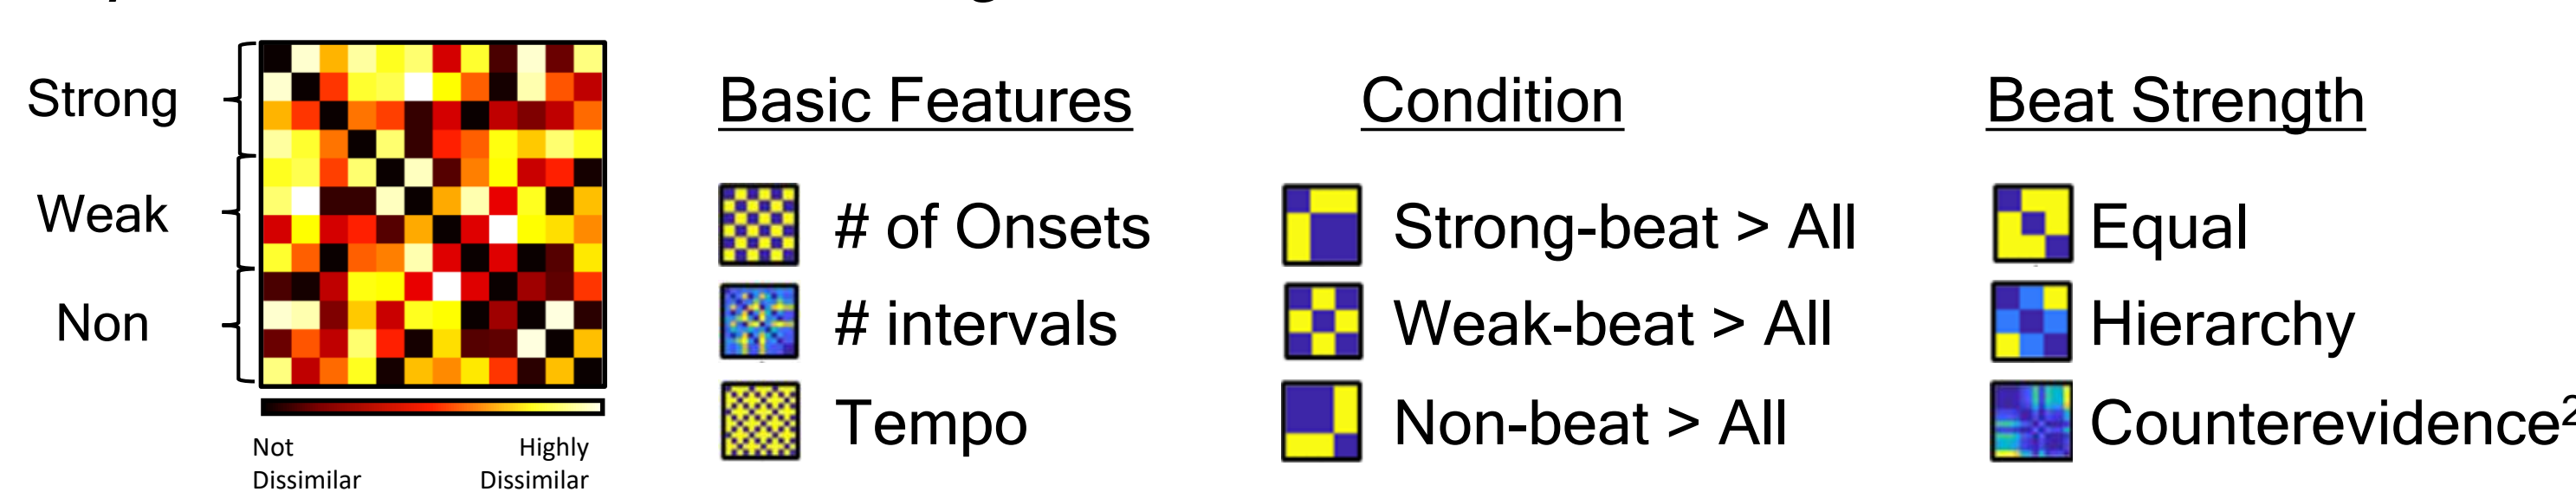 Strong
Weak
Non
Not
Dissimilar
Highly
Dissimilar
Basic Features
# of Onsets
# intervals
Tempo
Condition
Strong-beat > All
Weak-beat > All
Non-beat > All
Beat Strength
Equal
Hierarchy
Counterevidence²